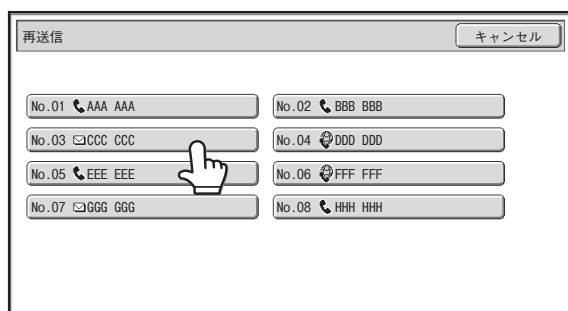 再送信 キャンセル
No.01 AAA AAA No.02 BBB BBB
No.03 CCC CCC No.04 DDD DDD
No.05 EEE EEE No.06 FFF FFF
No.07 GGG GGG No.08 HHH HHH